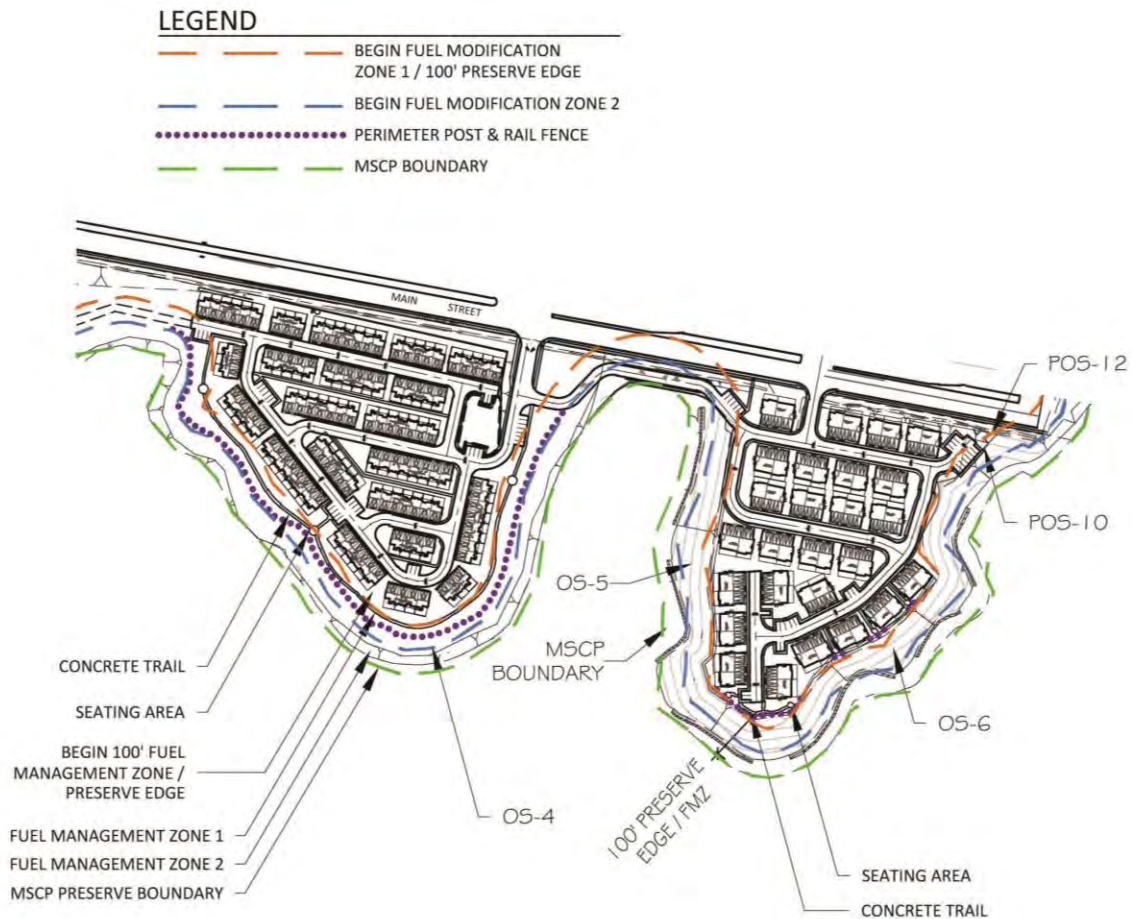 LEGEND
BEGIN FUEL MODIFICATION
ZONE 1 / 100' PRESERVE EDGE
BEGIN FUEL MODIFICATION ZONE 2
PERIMETER POST & RAIL FENCE
MSCP BOUNDARY
MAIN STREET
POS-12
POS-10
OS-5
MSCP
BOUNDARY
CONCRETE TRAIL
SEATING AREA
OS-6
BEGIN 100' FUEL
MANAGEMENT ZONE /
PRESERVE EDGE
100' PRESERVE
EDGE / FMZ
OS-4
FUEL MANAGEMENT ZONE 1
FUEL MANAGEMENT ZONE 2
MSCP PRESERVE BOUNDARY
SEATING AREA
CONCRETE TRAIL